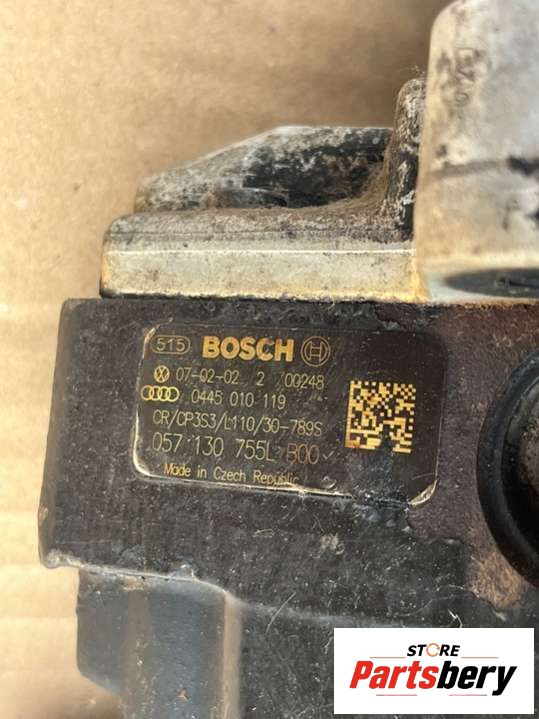 515 BOSCH
07-02-02 2 00248
0445 010 119
CR/CP3S3/L110/30-789S
057 130 755L B00
Made in Czech Republic
STORE
Partsbery